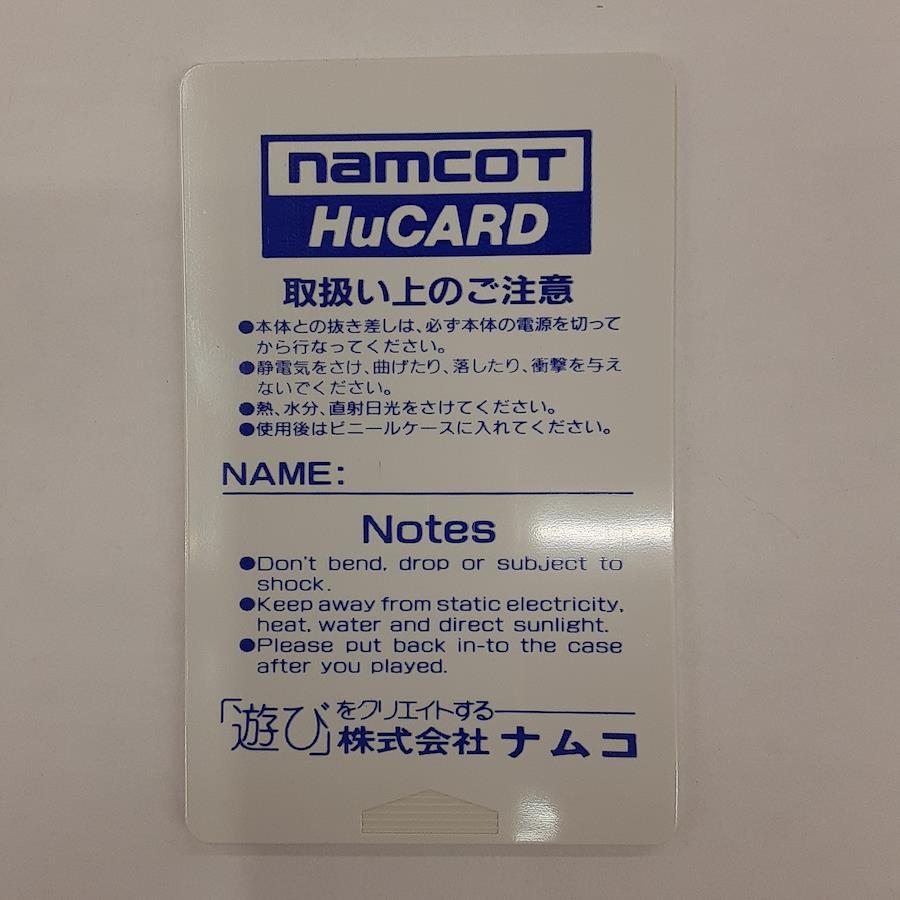 namcot
HuCARD
取扱い上のご注意
●本体との抜き差しは、必ず本体の電源を切って
から行なってください。
●静電気をさけ、曲げたり、落したり、衝撃を与え
ないでください。
●熱、水分、直射日光をさけてください。
●使用後はビニールケースに入れてください。
NAME:
Notes
●Don't bend, drop or subject to
shock.
●Keep away from static electricity,
heat, water and direct sunlight.
●Please put back in-to the case
after you played.
「遊び」をクリエイトする
株式会社ナムコ